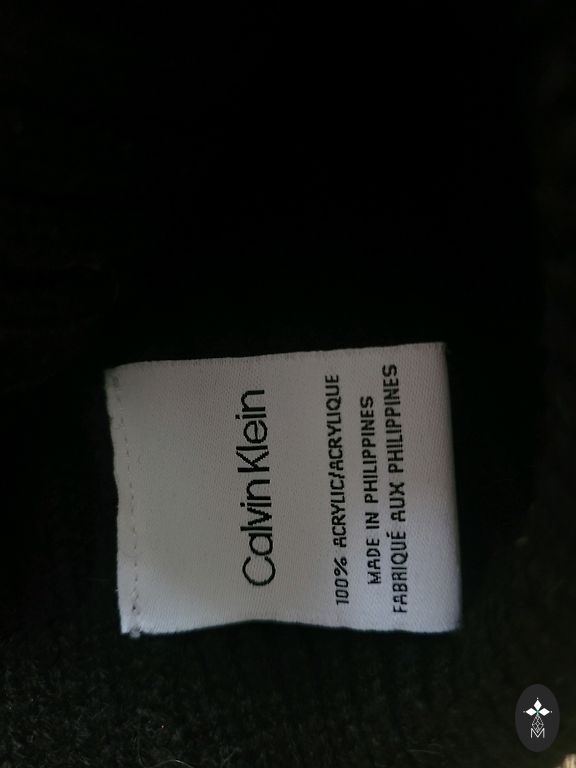 Calvin Klein
100% ACRYLIC/ACRYLIQUE
MADE IN PHILIPPINES
FABRIQUÉ AUX PHILIPPINES
M